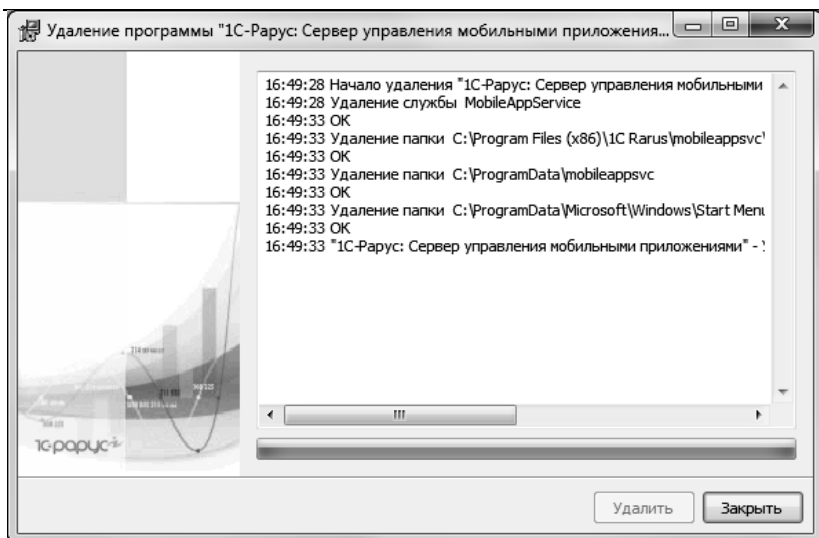 Удаление программы "1С-Рарус: Сервер управления мобильными приложения...
16:49:28 Начало удаления "1С-Рарус: Сервер управления мобильными
16:49:28 Удаление службы MobileAppService
16:49:33 OK
16:49:33 Удаление папки C:\Program Files (x86)\1C Rarus\mobileappsvc\
16:49:33 OK
16:49:33 Удаление папки C:\ProgramData\mobileappsvc
16:49:33 OK
16:49:33 Удаление папки C:\ProgramData\Microsoft\Windows\Start Menu
16:49:33 OK
16:49:33 "1С-Рарус: Сервер управления мобильными приложениями" -
1С·рарус
Удалить
Закрыть